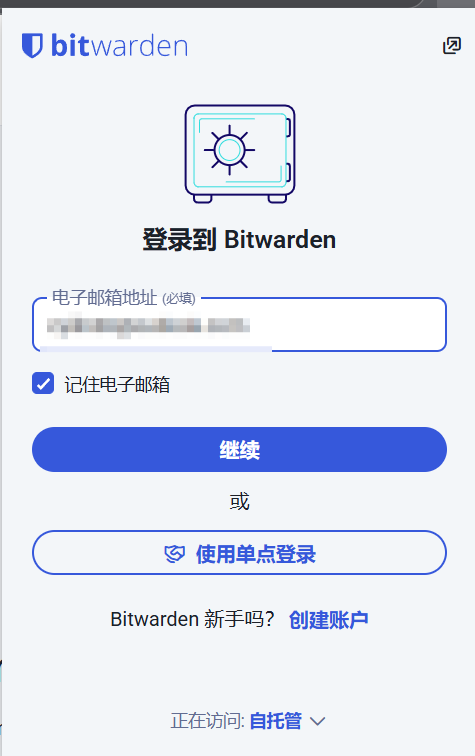 bitwarden
登录到 Bitwarden
电子邮箱地址 (必填)
记住电子邮箱
继续
或
使用单点登录
Bitwarden 新手吗？ 创建账户
正在访问: 自托管